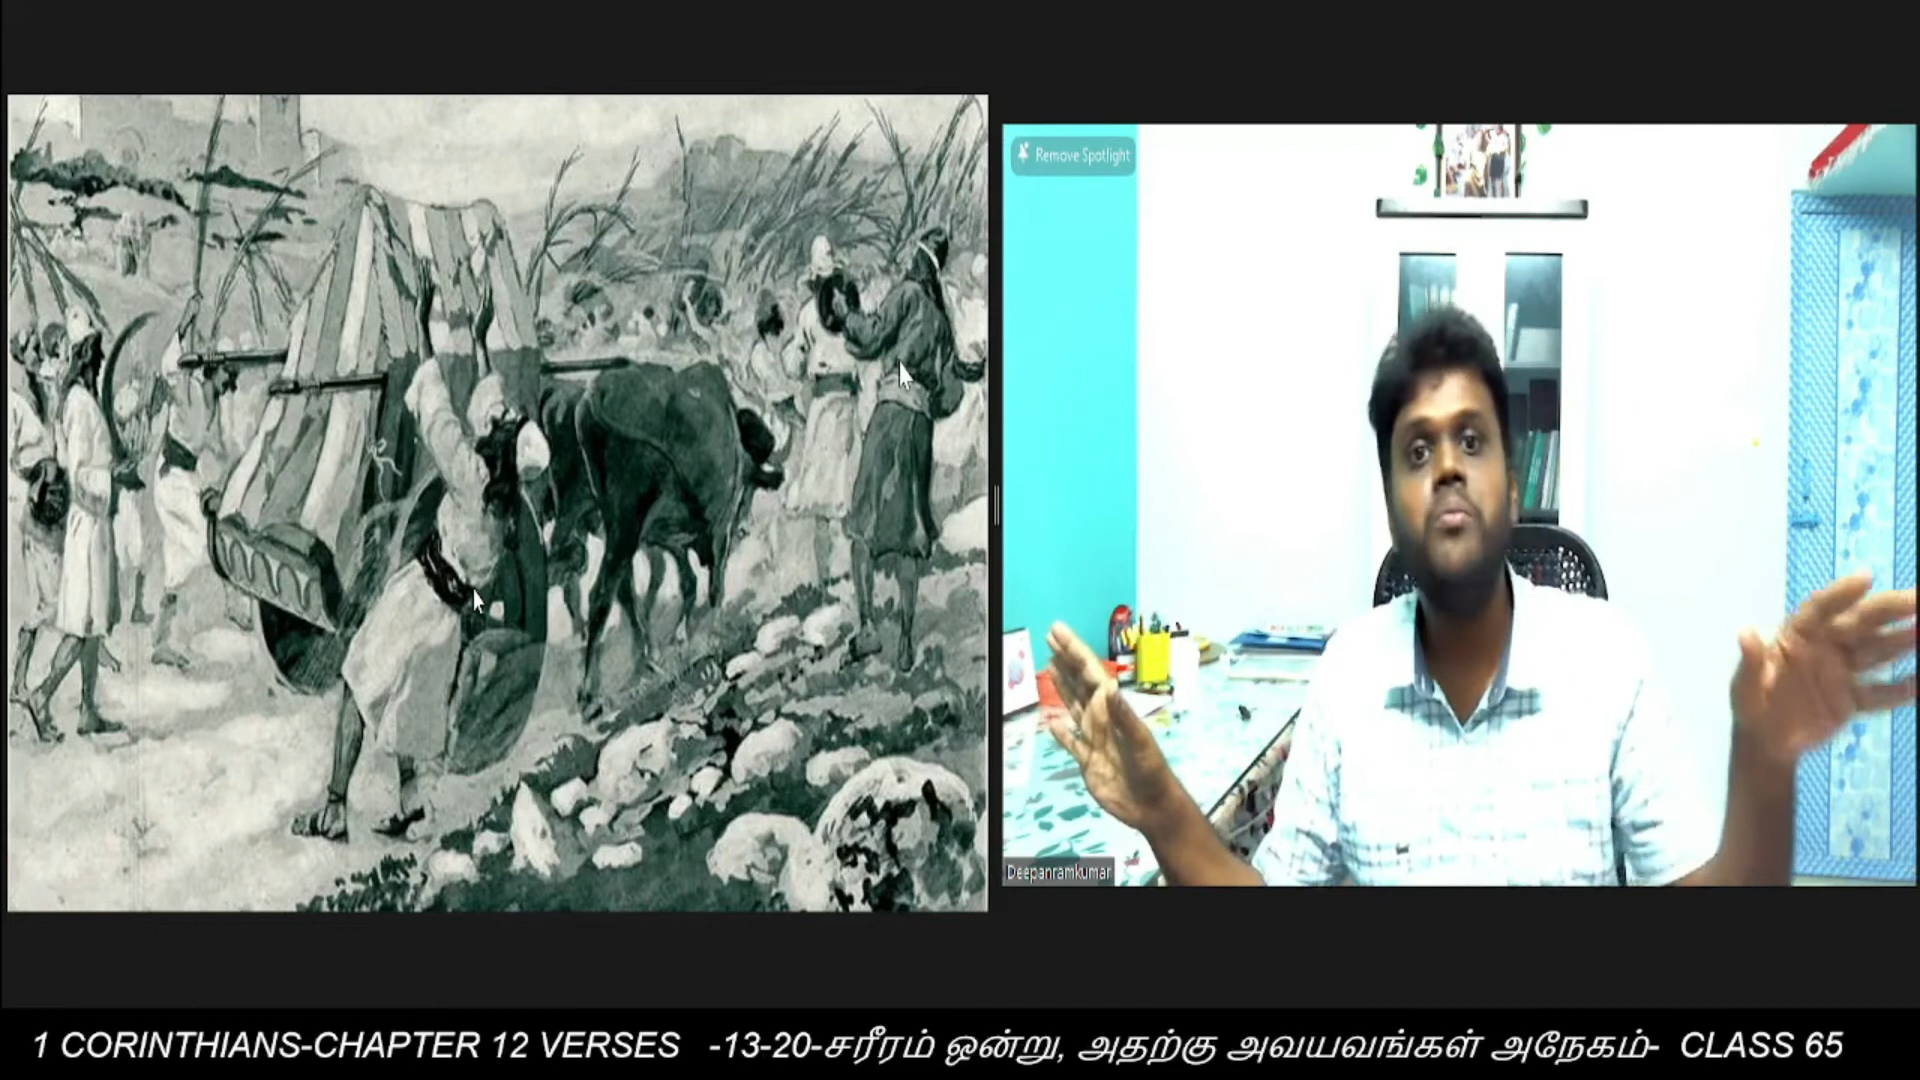 Remove Spotlight
Deepanramkumar
1 CORINTHIANS-CHAPTER 12 VERSES -13-20-சரீரம் ஒன்று, அதற்கு அவயவங்கள் அநேகம்- CLASS 65